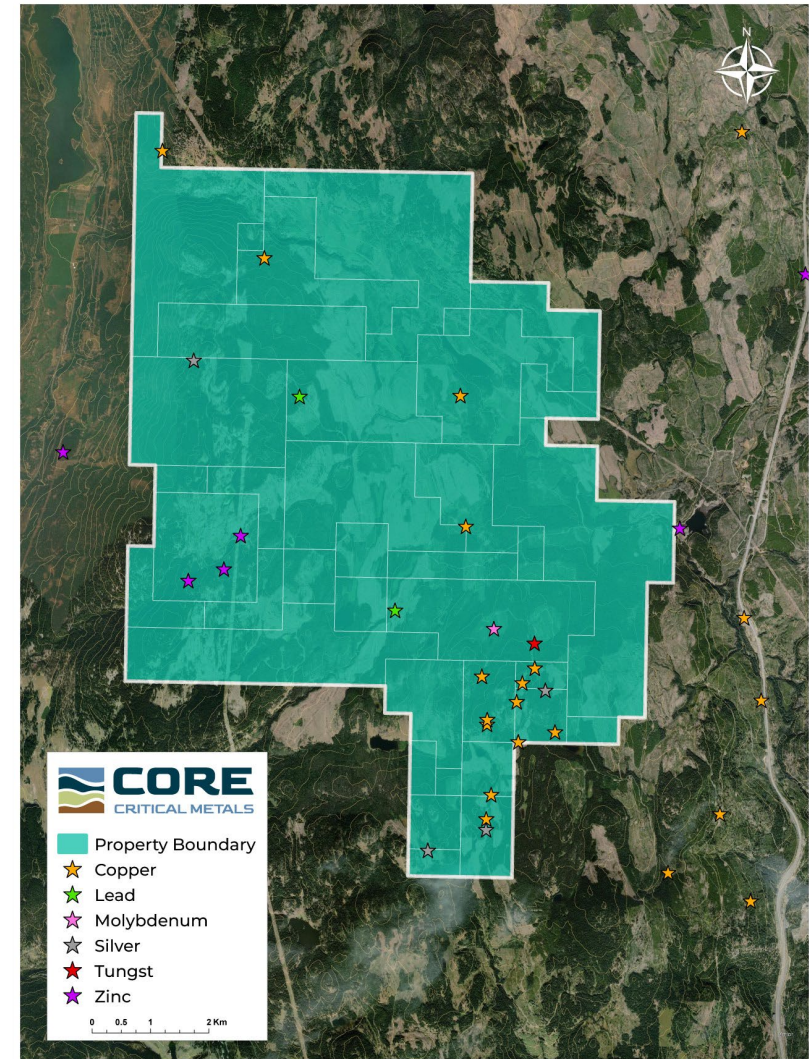 N
CORE
CRITICAL METALS
Property Boundary
Copper
Lead
Molybdenum
Silver
Tungst
Zinc
0 0.5 1 2 Km